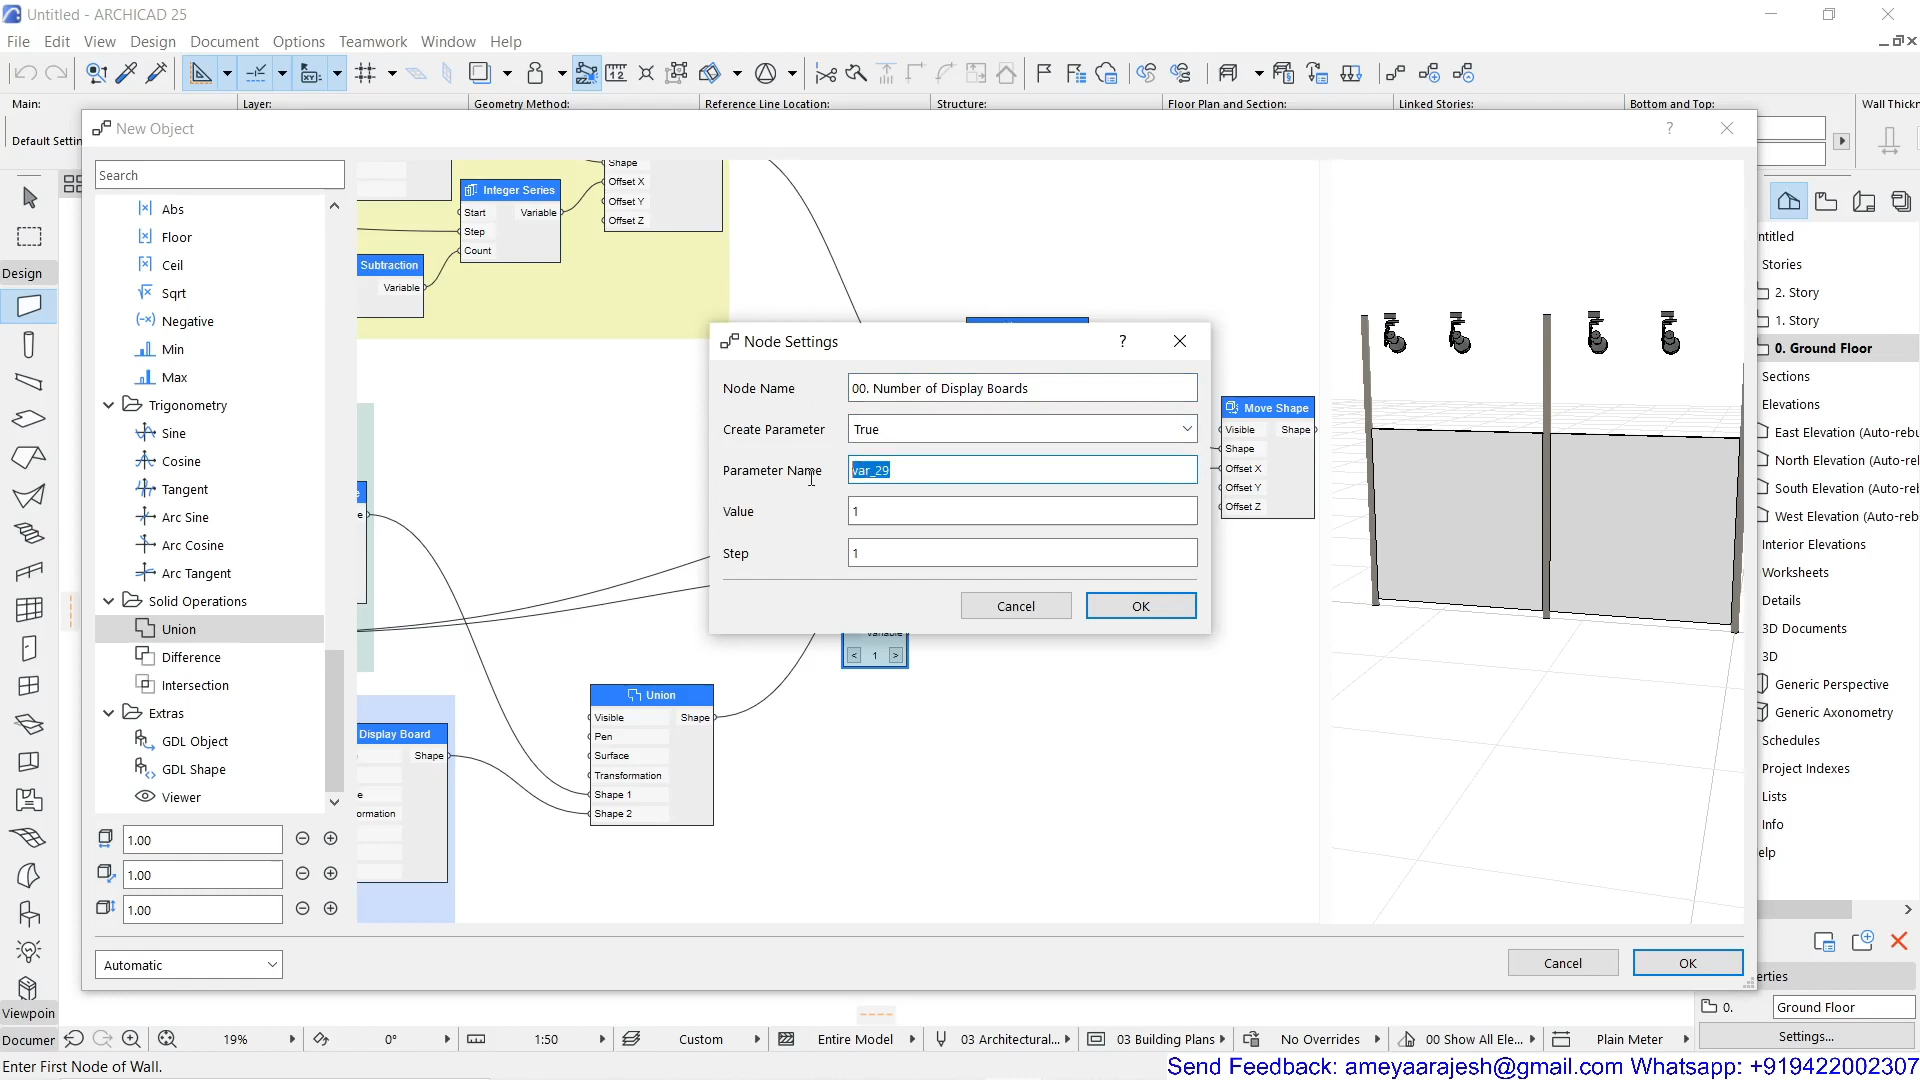 Untitled - ARCHICAD 25
File Edit View Design Document Options Teamwork Window Help
Main: Layer: Geometry Method: Reference Line Location: Structure: Floor Plan and Section: Linked Stories: Bottom and Top: Wall Thickn
Default Settin
New Object
?
Search
Abs
Floor
Ceil
Sqrt
Negative
Min
Max
Trigonometry
Sine
Cosine
Tangent
Arc Sine
Arc Cosine
Arc Tangent
Solid Operations
Union
Difference
Intersection
Extras
GDL Object
GDL Shape
Viewer
1.00
1.00
1.00
Automatic
Design
Viewpoin
Documer
Shape
Offset X
Offset Y
Offset Z
Integer Series
Start Variable
Step
Count
Subtraction
Variable
Node Settings
?
Node Name 00. Number of Display Boards
Create Parameter True
Parameter Name var_29
Value 1
Step 1
Cancel OK
Variable
< 1 >
Move Shape
Visible Shape
Shape
Offset X
Offset Y
Offset Z
Display Board
Shape
e
ormation
Union
Visible Shape
Pen
Surface
Transformation
Shape 1
Shape 2
Cancel OK
ntitled
Stories
2. Story
1. Story
0. Ground Floor
Sections
Elevations
East Elevation (Auto-rebu
North Elevation (Auto-rel
South Elevation (Auto-rel
West Elevation (Auto-reb
Interior Elevations
Worksheets
Details
3D Documents
3D
Generic Perspective
Generic Axonometry
Schedules
Project Indexes
Lists
Info
elp
erties
0. Ground Floor
Settings...
19% 0° 1:50 Custom Entire Model 03 Architectural... 03 Building Plans No Overrides 00 Show All Ele... Plain Meter
Enter First Node of Wall.
Send Feedback: ameyaarajesh@gmail.com Whatsapp: +919422002307